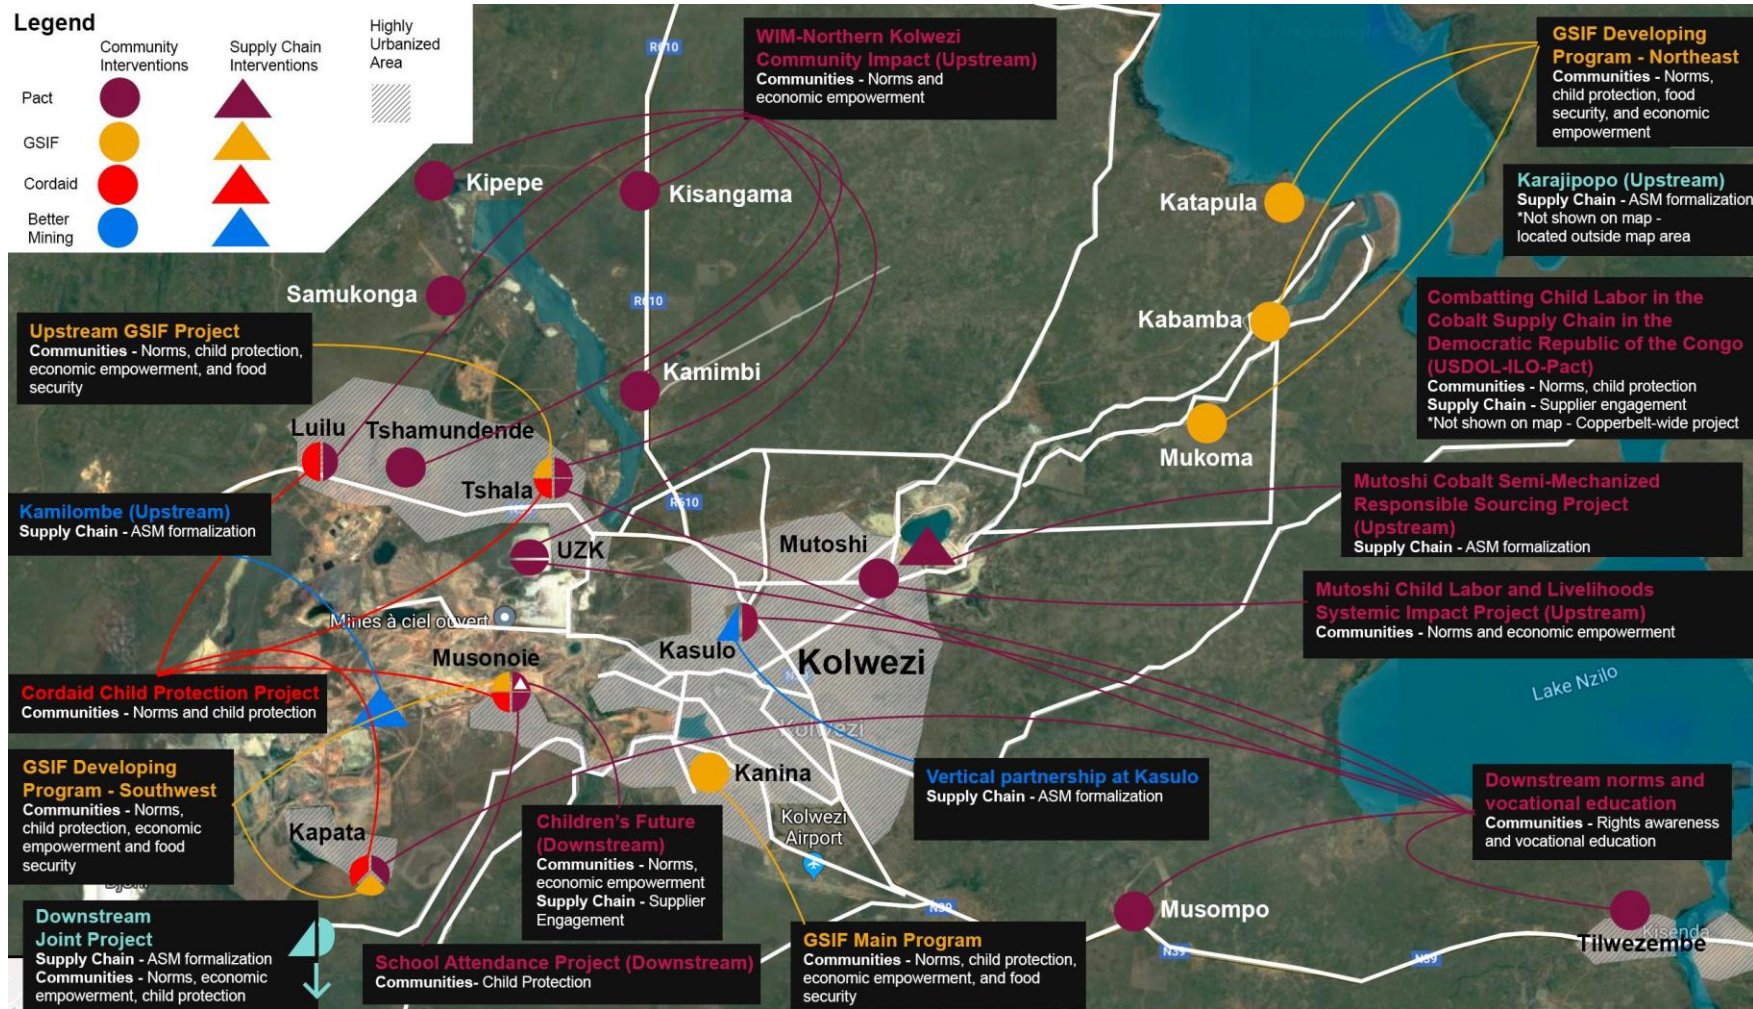 Legend
Community
Interventions
Supply Chain
Interventions
Highly
Urbanized
Area
Pact
GSIF
Cordaid
Better
Mining
WIM-Northern Kolwezi
Community Impact (Upstream)
Communities - Norms and
economic empowerment
GSIF Developing
Program - Northeast
Communities - Norms,
child protection, food
security, and economic
empowerment
Karajipopo (Upstream)
Supply Chain - ASM formalization
*Not shown on map -
located outside map area
Combatting Child Labor in the
Cobalt Supply Chain in the
Democratic Republic of the Congo
(USDOL-ILO-Pact)
Communities - Norms, child protection
Supply Chain - Supplier engagement
*Not shown on map - Copperbelt-wide project
Mutoshi Cobalt Semi-Mechanized
Responsible Sourcing Project
(Upstream)
Supply Chain - ASM formalization
Mutoshi Child Labor and Livelihoods
Systemic Impact Project (Upstream)
Communities - Norms and economic empowerment
Downstream norms and
vocational education
Communities - Rights awareness
and vocational education
Upstream GSIF Project
Communities - Norms, child protection,
economic empowerment, and food
security
Kamilombe (Upstream)
Supply Chain - ASM formalization
Cordaid Child Protection Project
Communities - Norms and child protection
GSIF Developing
Program - Southwest
Communities - Norms,
child protection, economic
empowerment and food
security
Downstream
Joint Project
Supply Chain - ASM formalization
Communities - Norms, economic
empowerment, child protection
Children's Future
(Downstream)
Communities - Norms,
economic empowerment
Supply Chain - Supplier
Engagement
School Attendance Project (Downstream)
Communities- Child Protection
GSIF Main Program
Communities - Norms, child protection,
economic empowerment, and food
security
Vertical partnership at Kasulo
Supply Chain - ASM formalization
R610
R610
R610
Kipepe
Kisangama
Samukonga
Kamimbi
Katapula
Kabamba
Mukoma
Luilu
Tshamundende
Tshala
UZK
Mutoshi
Mines à ciel ouvert
Musonoie
Kasulo
Kolwezi
Kolwezi
Lake Nzilo
Kanina
Kolwezi
Airport
Kapata
Musompo
Tilwezembe
Kisenda
N39
N39
N39